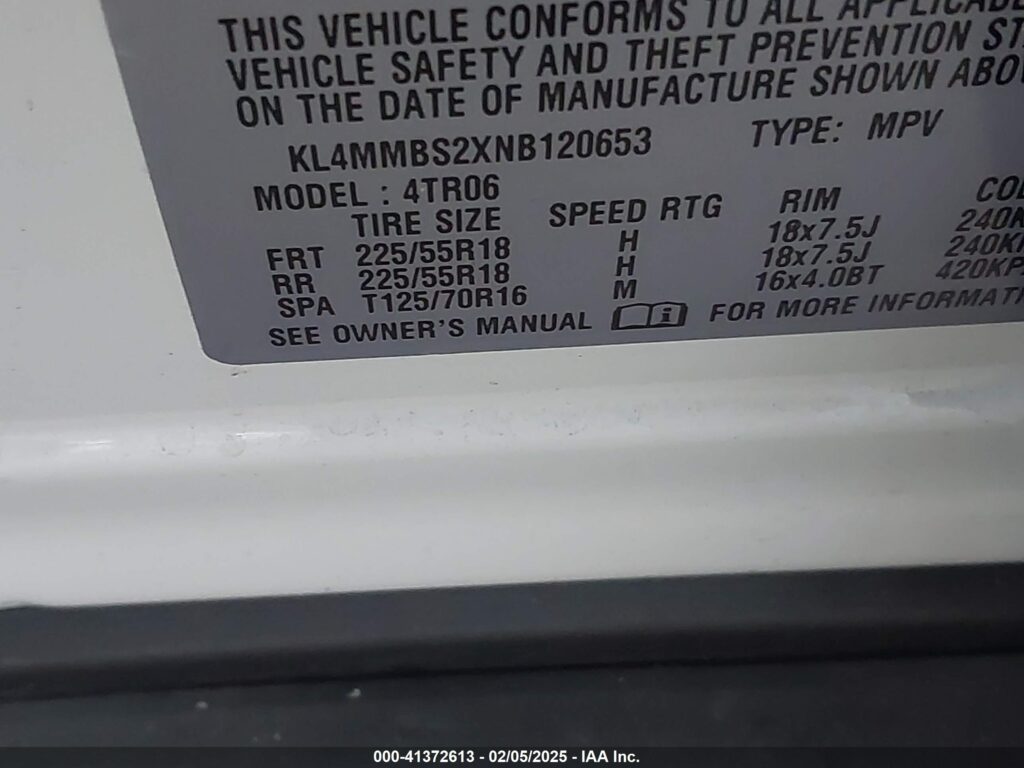 THIS VEHICLE CONFORMS TO ALL
VEHICLE SAFETY AND THEFT PREVENTION
ON THE DATE OF MANUFACTURE SHOWN
KL4MMBS2XNB120653 TYPE: MPV
MODEL : 4TR06
TIRE SIZE SPEED RTG RIM
FRT 225/55R18 H 18x7.5J
RR 225/55R18 H 18x7.5J
SPA T125/70R16 M 16x4.0BT
SEE OWNER'S MANUAL FOR MORE
000-41372613 - 02/05/2025 - IAA Inc.